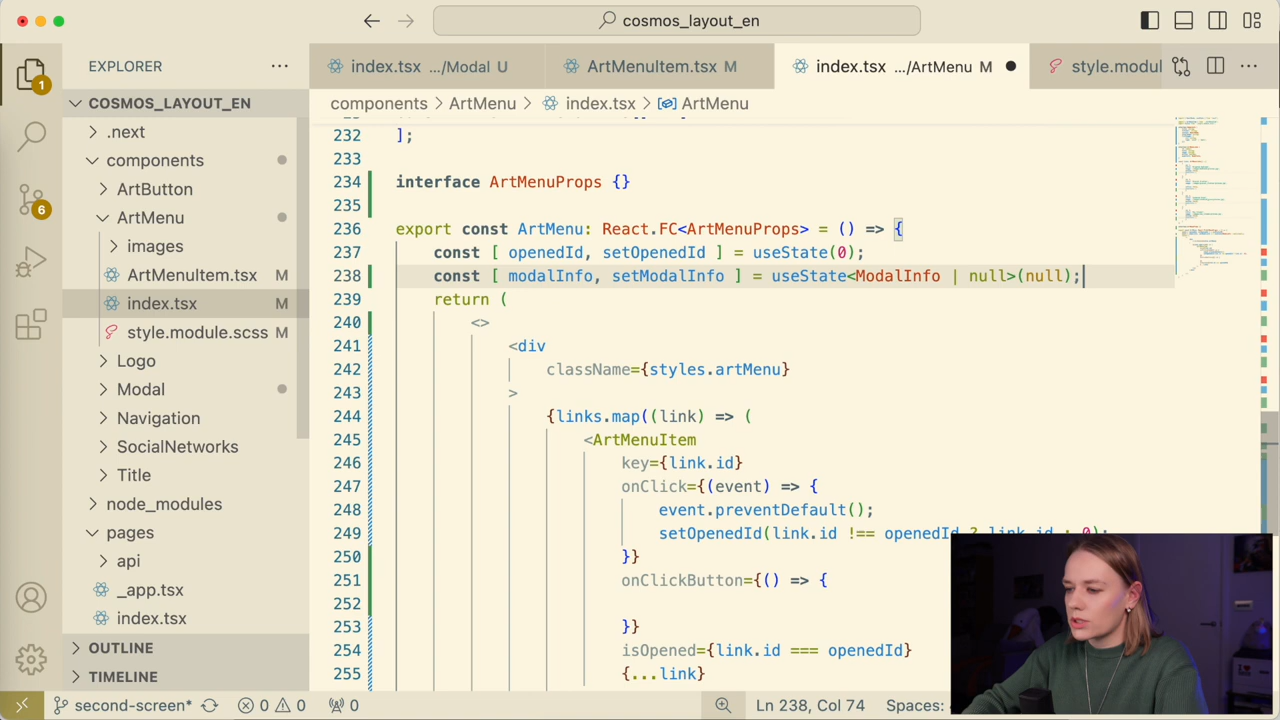 cosmos_layout_en
EXPLORER
index.tsx .../Modal U
ArtMenuItem.tsx M
index.tsx .../ArtMenu M
style.modul
1
COSMOS_LAYOUT_EN
components > ArtMenu > index.tsx > ArtMenu
.next
components
ArtButton
ArtMenu
images
ArtMenuItem.tsx M
index.tsx M
style.module.scss M
Logo
Modal
Navigation
SocialNetworks
Title
node_modules
pages
api
_app.tsx
index.tsx
OUTLINE
TIMELINE
6
232 ];
233
234 interface ArtMenuProps {}
235
236 export const ArtMenu: React.FC<ArtMenuProps> = () => {
237 const [ openedId, setOpenedId ] = useState(0);
238 const [ modalInfo, setModalInfo ] = useState<ModalInfo | null>(null);
239 return (
240 <>
241 <div
242 className={styles.artMenu}
243 >
244 {links.map((link) => (
245 <ArtMenuItem
246 key={link.id}
247 onClick={(event) => {
248 event.preventDefault();
249 setOpenedId(link.id !== openedId ? link.id : 0);
250 }}
251 onClickButton={() => {
252
253 }}
254 isOpened={link.id === openedId}
255 {...link}
second-screen* 0 0 0
Ln 238, Col 74 Spaces: